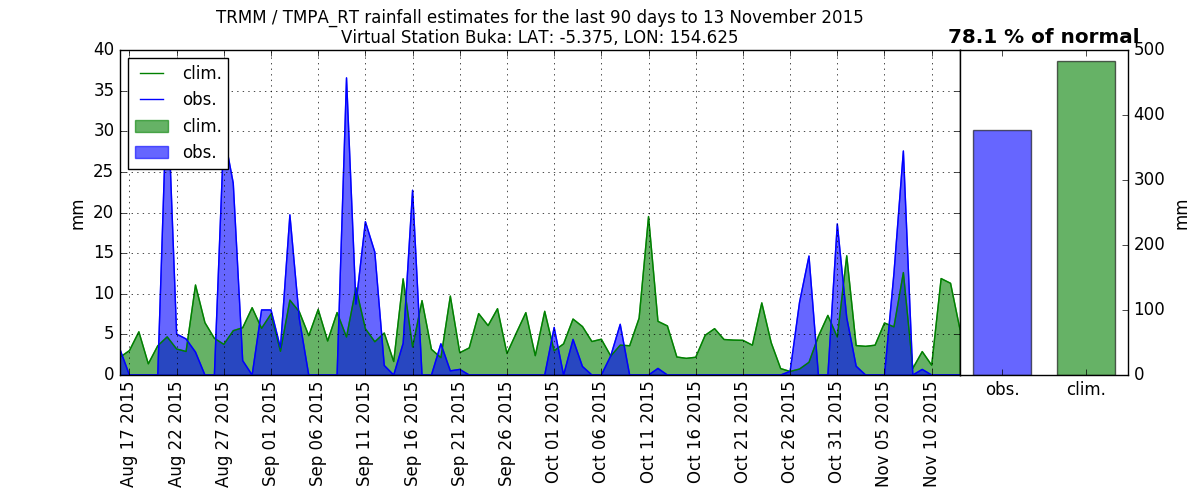 TRMM / TMPA_RT rainfall estimates for the last 90 days to 13 November 2015
Virtual Station Buka: LAT: -5.375, LON: 154.625
78.1 % of normal
40
35
30
25
20
15
10
5
0
mm
clim.
obs.
clim.
obs.
Aug 17 2015
Aug 22 2015
Aug 27 2015
Sep 01 2015
Sep 06 2015
Sep 11 2015
Sep 16 2015
Sep 21 2015
Sep 26 2015
Oct 01 2015
Oct 06 2015
Oct 11 2015
Oct 16 2015
Oct 21 2015
Oct 26 2015
Oct 31 2015
Nov 05 2015
Nov 10 2015
500
400
300
200
100
0
mm
obs.
clim.